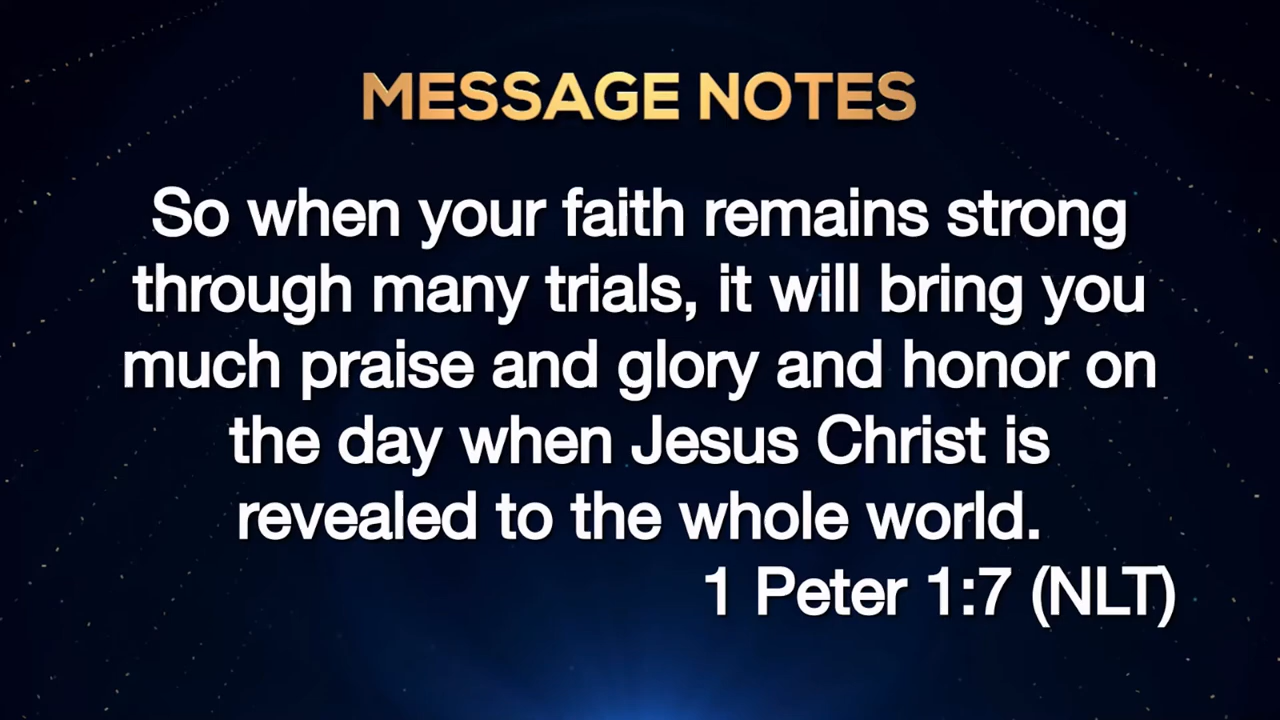 MESSAGE NOTES
So when your faith remains strong
through many trials, it will bring you
much praise and glory and honor on
the day when Jesus Christ is
revealed to the whole world.
1 Peter 1:7 (NLT)